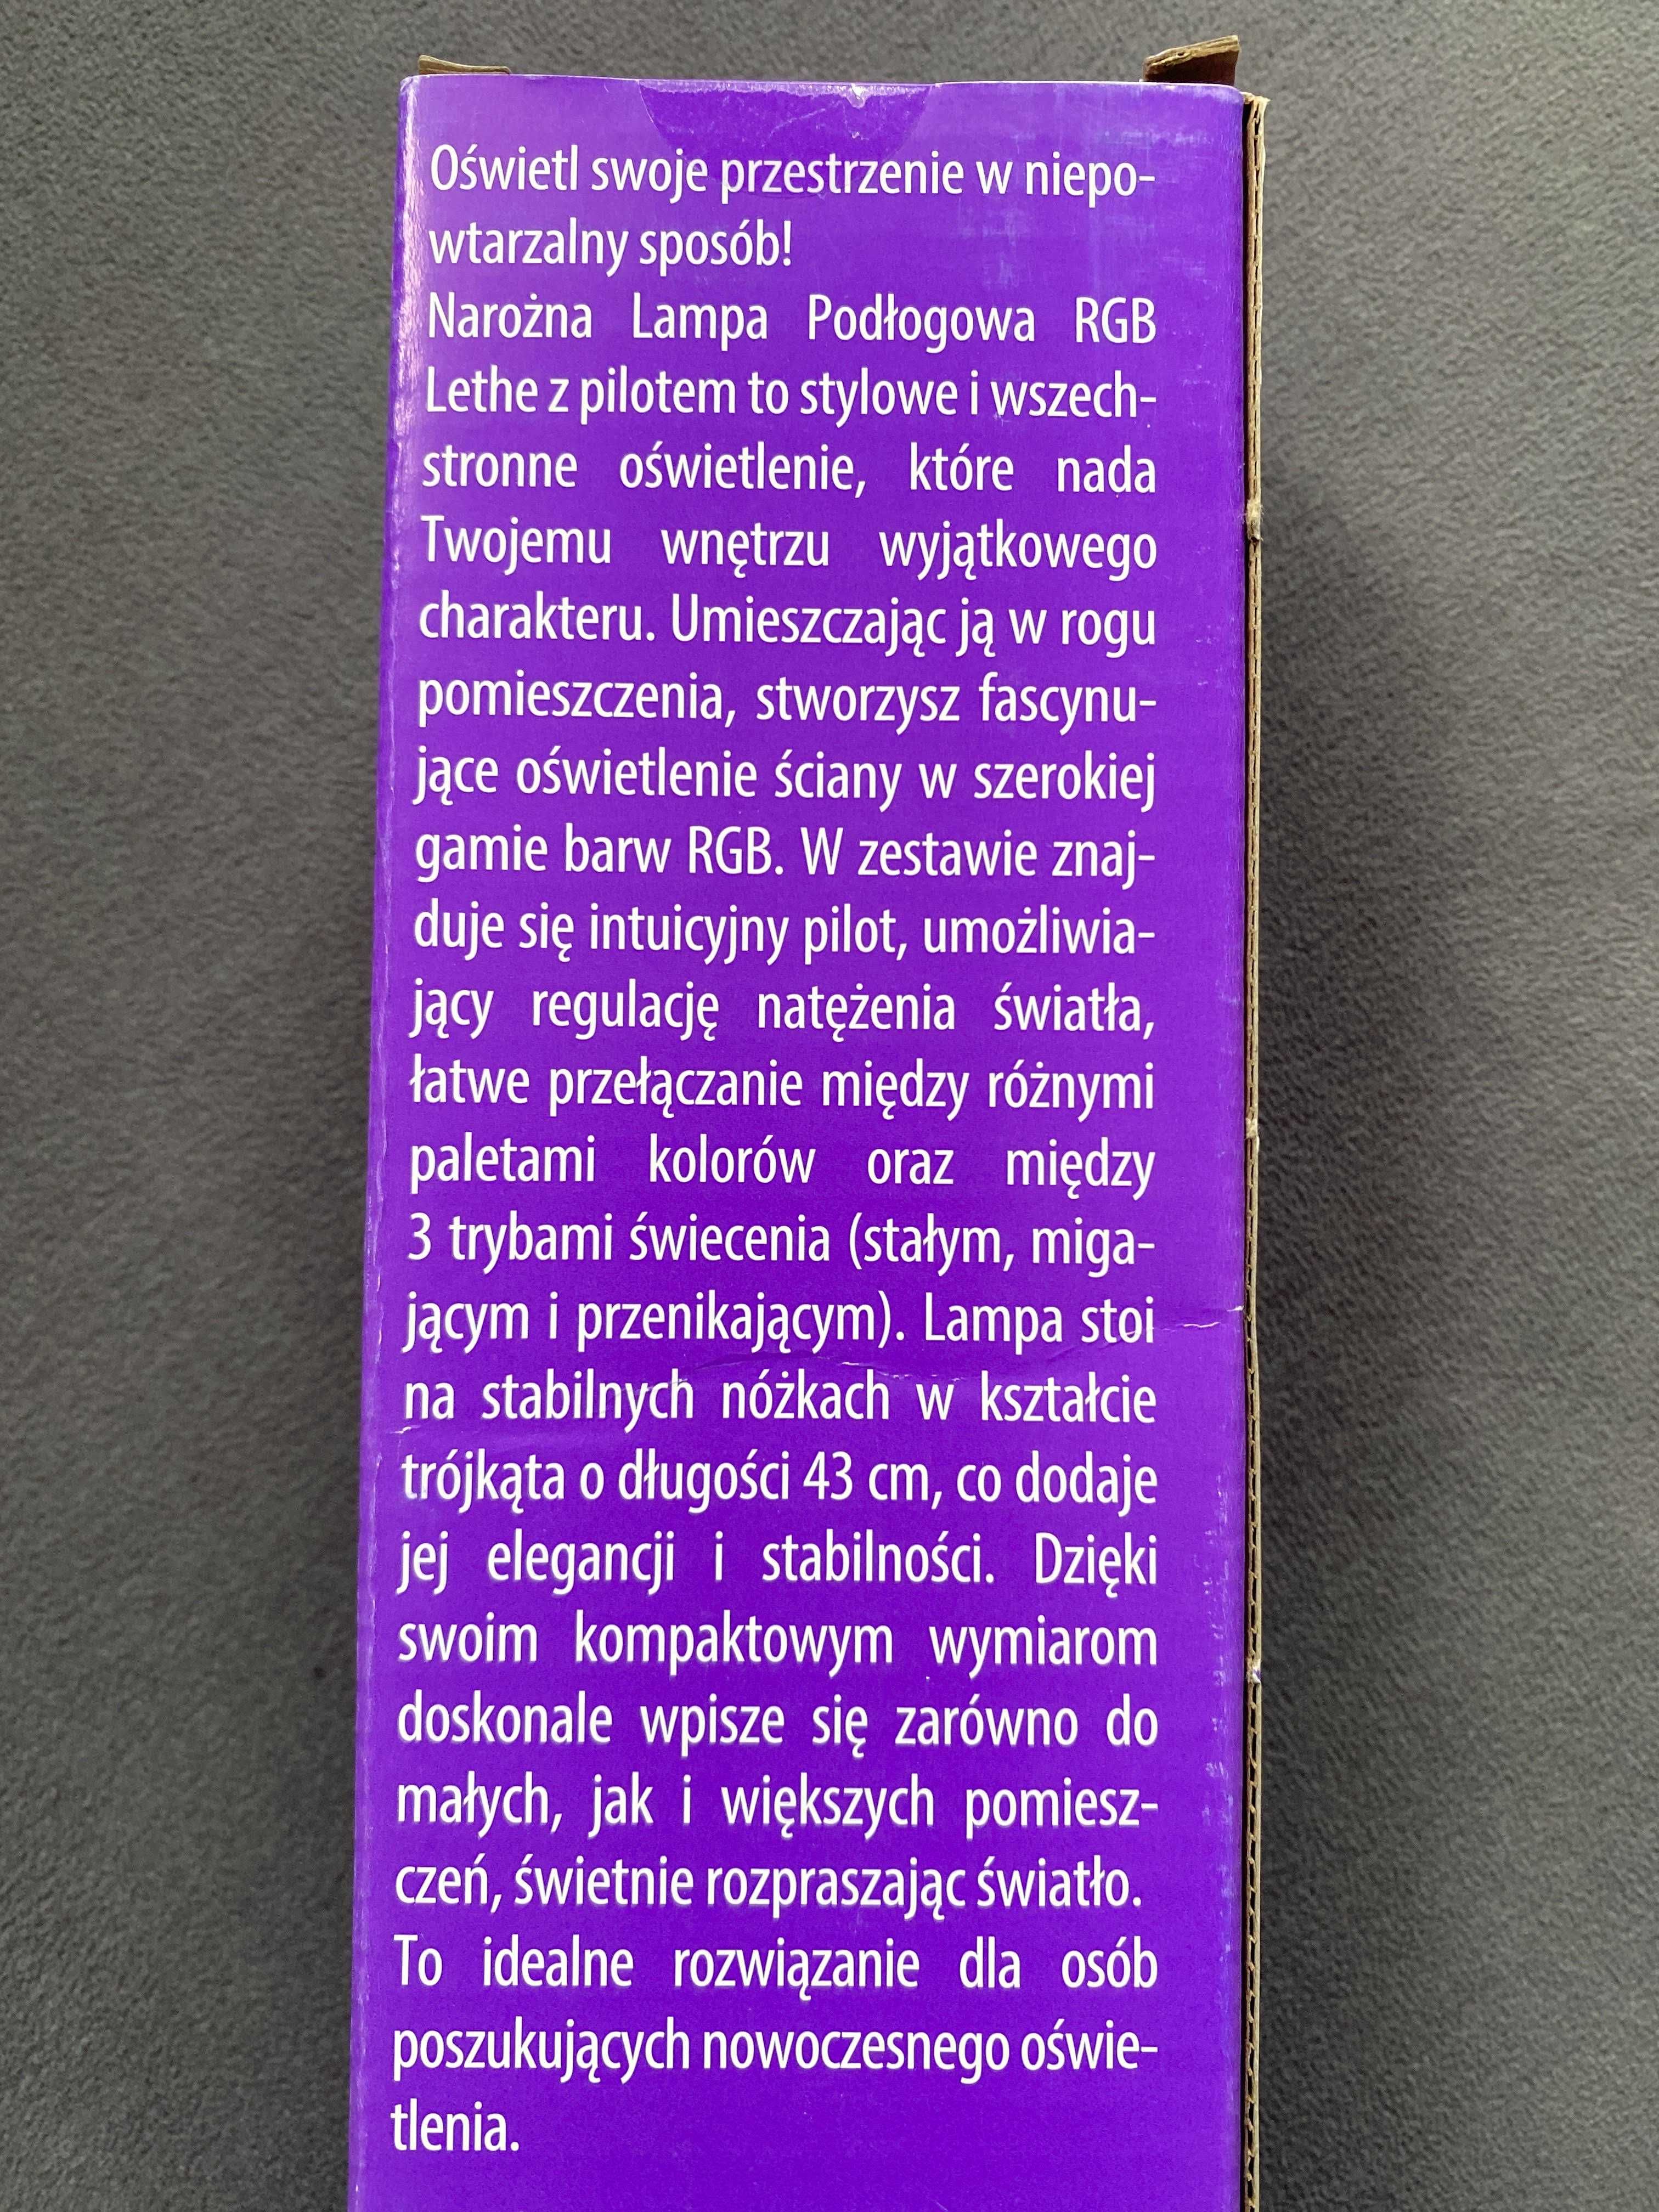 Oświetl swoje przestrzenie w niepo-
wtarzalny sposób!
Narożna Lampa Podłogowa RGB
Lethe z pilotem to stylowe i wszech-
stronne oświetlenie, które nada
Twojemu wnętrzu wyjątkowego
charakteru. Umieszczając ją w rogu
pomieszczenia, stworzysz fascynu-
jące oświetlenie ściany w szerokiej
gamie barw RGB. W zestawie znaj-
duje się intuicyjny pilot, umożliwia-
jący regulację natężenia światła,
łatwe przełączanie między różnymi
paletami kolorów oraz między
3 trybami świecenia (stałym, miga-
jącym i przenikającym). Lampa stoi
na stabilnych nóżkach w kształcie
trójkąta o długości 43 cm, co dodaje
jej elegancji i stabilności. Dzięki
swoim kompaktowym wymiarom
doskonale wpisze się zarówno do
małych, jak i większych pomiesz-
czeń, świetnie rozpraszając światło.
To idealne rozwiązanie dla osób
poszukujących nowoczesnego oświe-
tlenia.